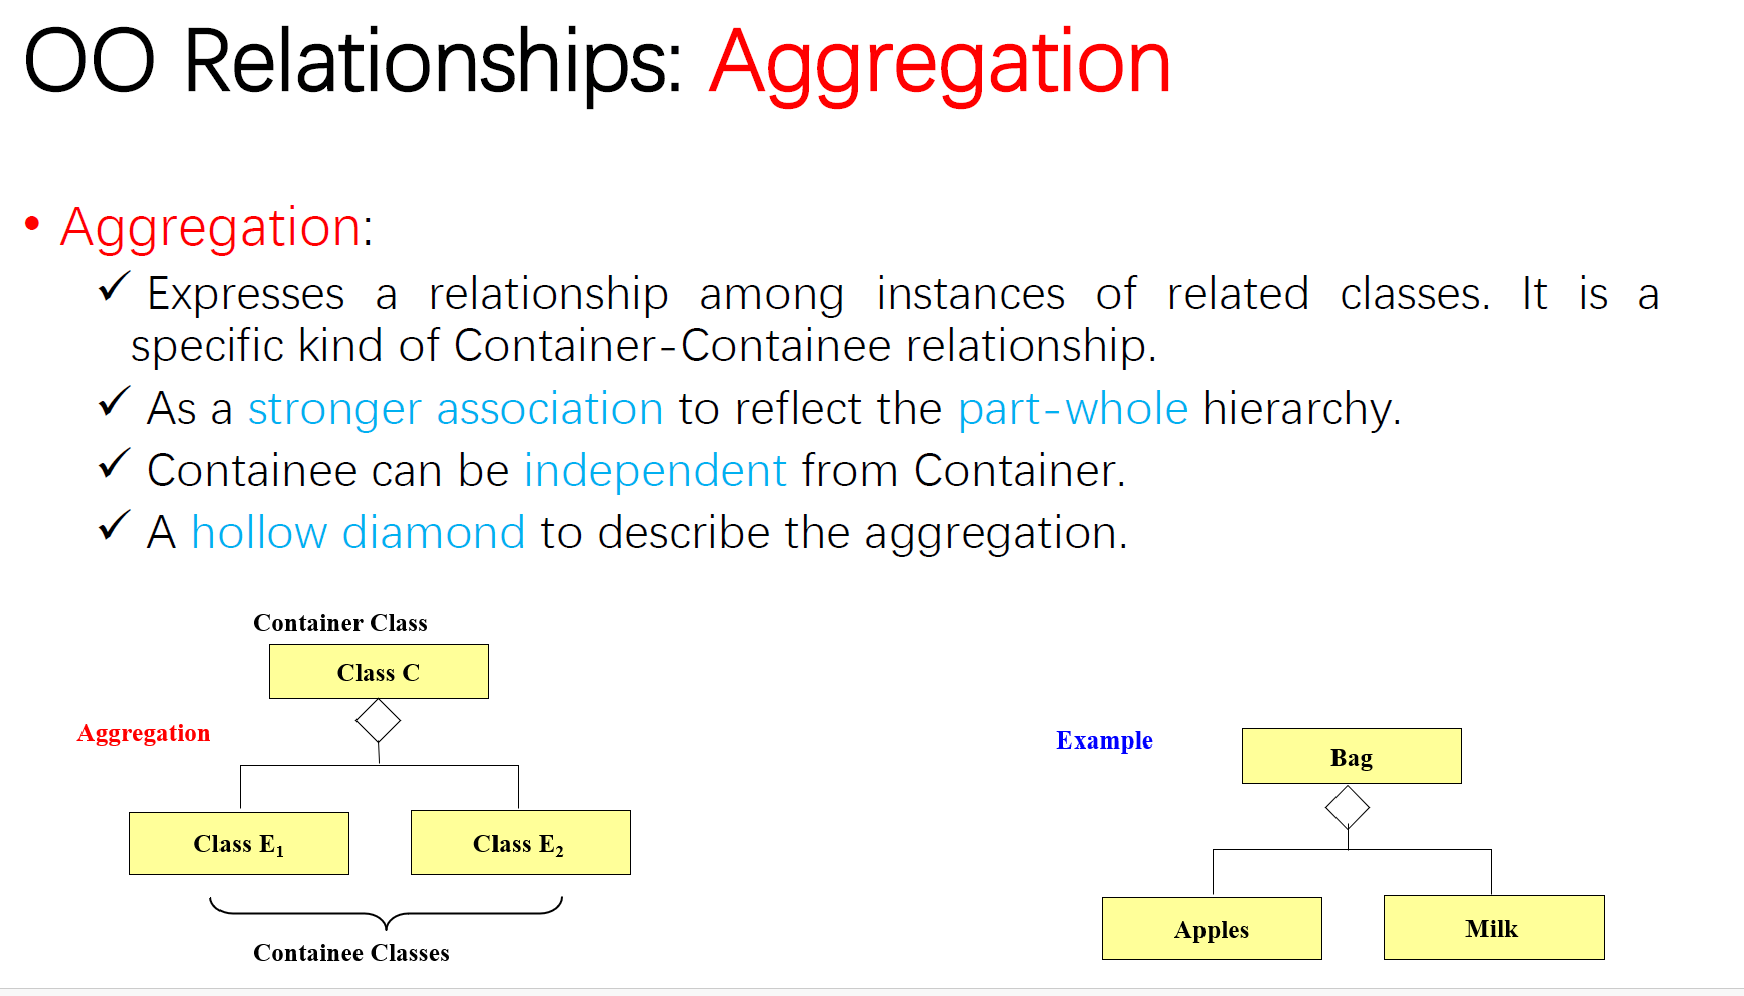 OO Relationships: Aggregation
• Aggregation:
✓ Expresses a relationship among instances of related classes. It is a
specific kind of Container-Containee relationship.
✓ As a stronger association to reflect the part-whole hierarchy.
✓ Containee can be independent from Container.
✓ A hollow diamond to describe the aggregation.
Container Class
Class C
Aggregation
Class E₁
Class E₂
Containee Classes
Example
Bag
Apples
Milk